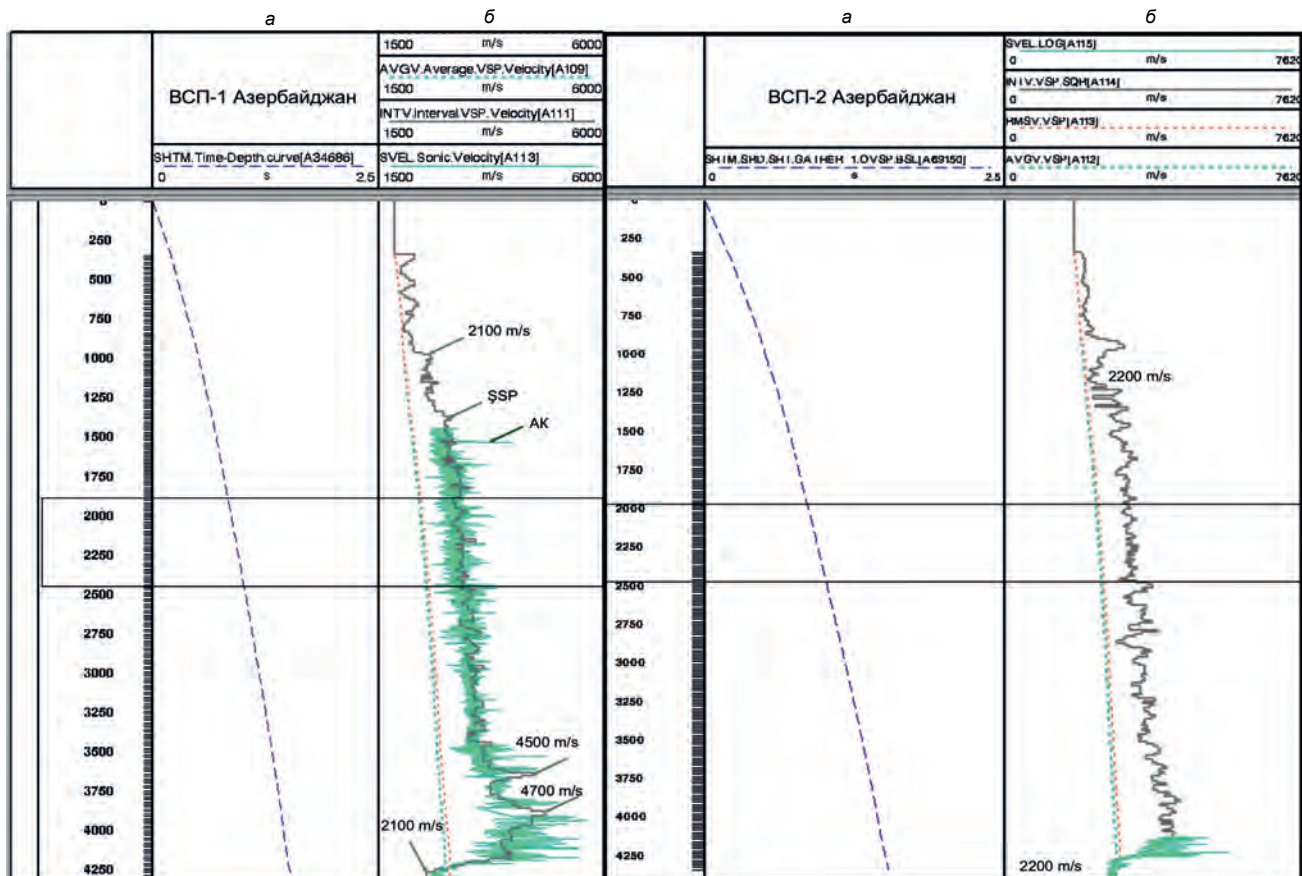 а
б
а
б
ВСП-1 Азербайджан
SHTM.Time-Depth.curve[A34686]
0 s 2.5
1500 m/s 6000
AVGV.Average.VSP.Velocity[A109]
1500 m/s 6000
INTV.Interval.VSP.Velocity[A111]
1500 m/s 6000
SVEL.Sonic.Velocity[A113]
1500 m/s 6000
ВСП-2 Азербайджан
0 s 2.5
SVEL.LOG[A115]
0 m/s 7620
INTV.VSP.SQH[A114]
0 m/s 7620
HMSV.VSP[A113]
0 m/s 7620
AVGV.VSP[A112]
0 m/s 7620
0
250
500
750
1000
1250
1500
1750
2000
2250
2500
2750
3000
3250
3500
3750
4000
4250
2100 m/s
ŞSP
АК
4500 m/s
4700 m/s
2100 m/s
0
250
500
750
1000
1250
1500
1750
2000
2250
2500
2750
3000
3250
3500
3750
4000
4250
2200 m/s
2200 m/s